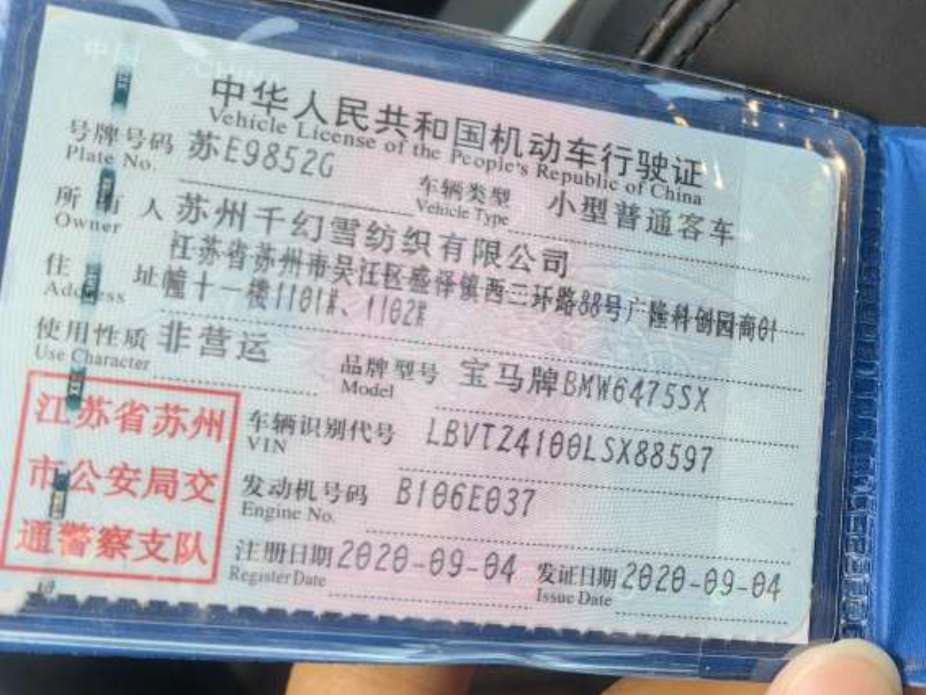 中华人民共和国机动车行驶证
Vehicle License of the People's Republic of China
号牌号码 苏E9852G 车辆类型 小型普通客车
Plate No. Vehicle Type
所有人 苏州千幻雪纺织有限公司
Owner
住址 江苏省苏州市吴江区盛泽镇西二环路88号广隆科创园商01
Address 幢十一楼1101#、1102#
使用性质 非营运 品牌型号 宝马牌BMW6475SX
Use Character Model
江苏省苏州
市公安局交
通警察支队
车辆识别代号 LBVTZ4100LSX88597
VIN
发动机号码 B106E037
Engine No.
注册日期 2020-09-04 发证日期 2020-09-04
Register Date Issue Date